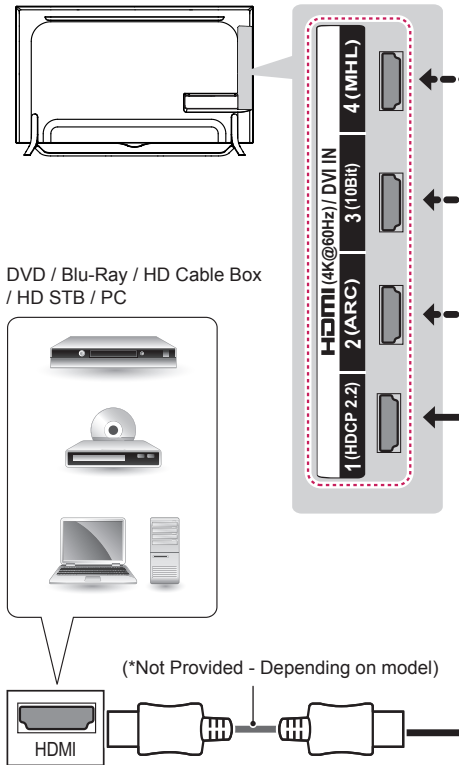 4 (MHL)
3 (10Bit)
2 (ARC)
1 (HDCP 2.2)
HDMI (4K@60Hz) / DVI IN
DVD / Blu-Ray / HD Cable Box
/ HD STB / PC
(*Not Provided - Depending on model)
HDMI